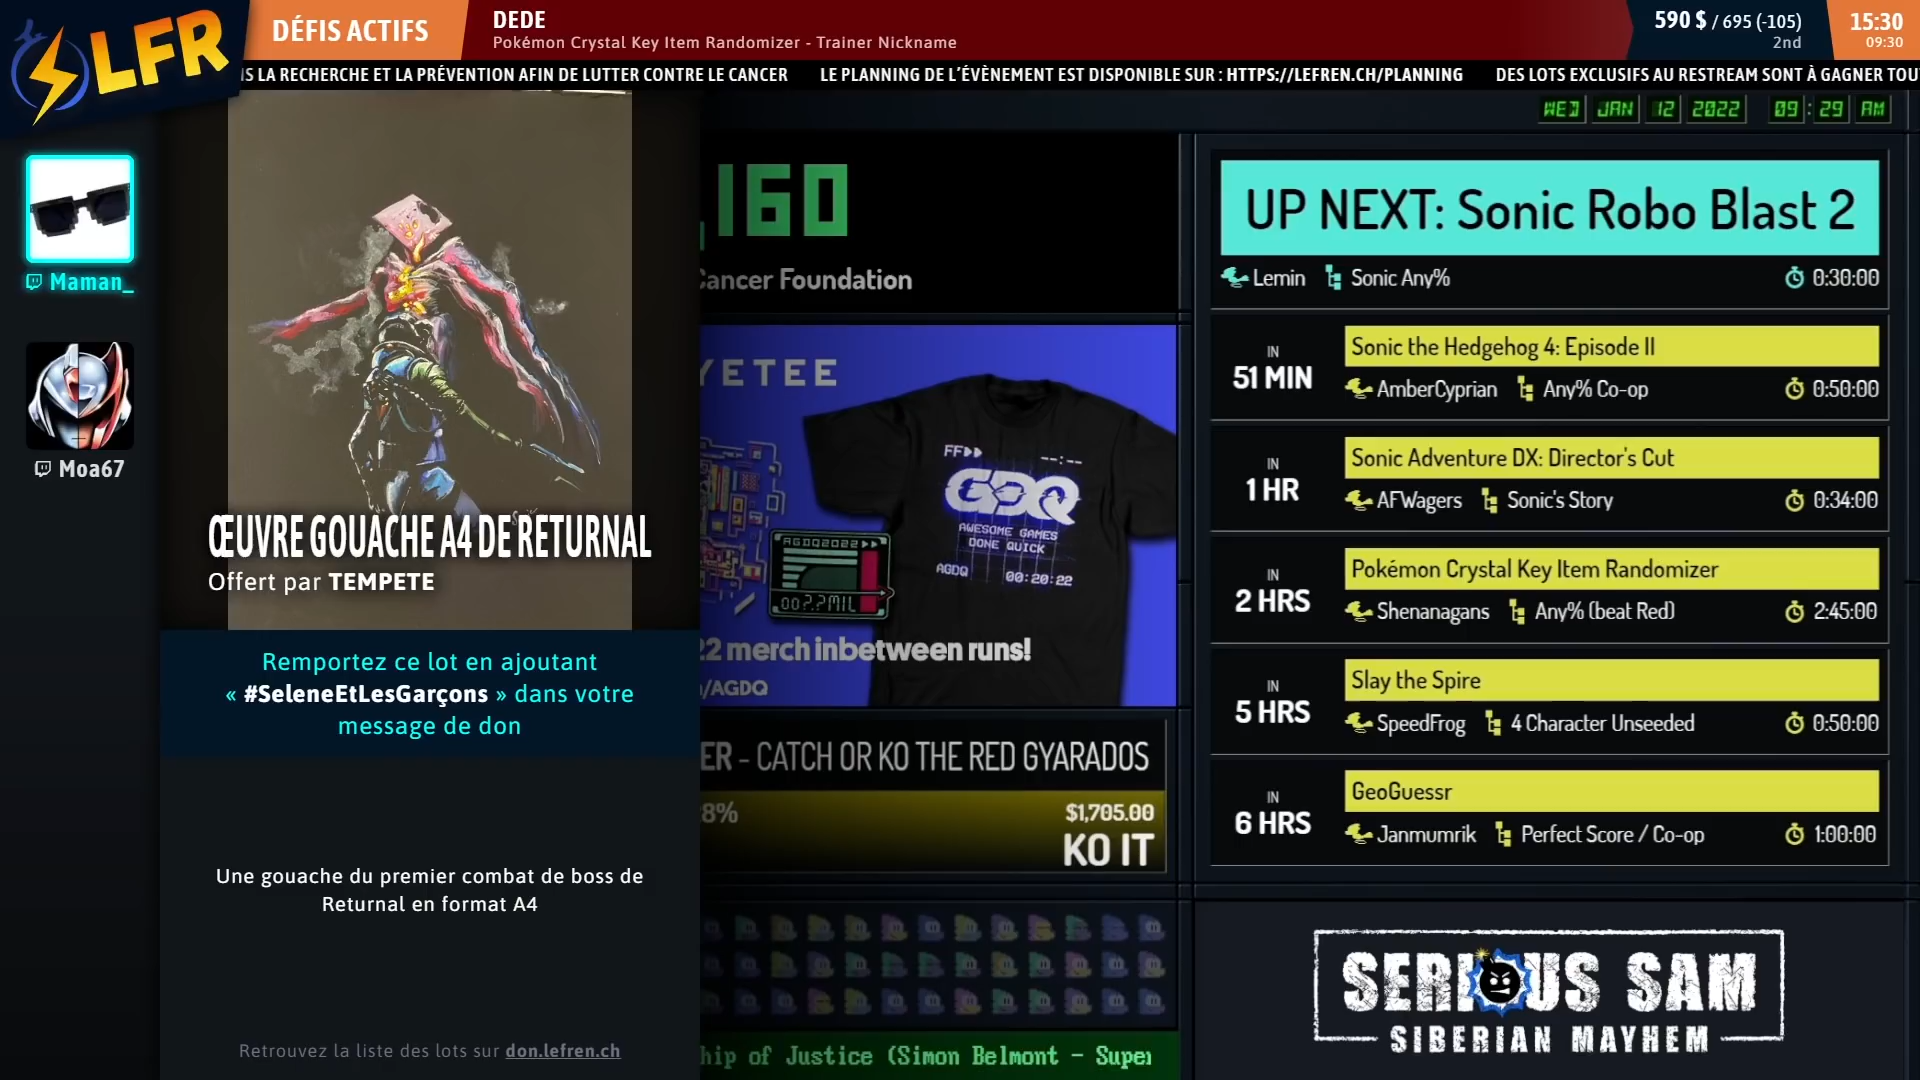 LFR
DÉFIS ACTIFS
DEDE
Pokémon Crystal Key Item Randomizer - Trainer Nickname
590 $ / 695 (-105)
2nd
15:30
09:30
LA RECHERCHE ET LA PRÉVENTION AFIN DE LUTTER CONTRE LE CANCER LE PLANNING DE L'ÉVÈNEMENT EST DISPONIBLE SUR : HTTPS://LEFREN.CH/PLANNING DES LOTS EXCLUSIFS AU RESTREAM SONT À GAGNER
WED JAN 12 2022 09:29 AM
Maman_
Moa67
ŒUVRE GOUACHE A4 DE RETURNAL
Offert par TEMPETE
Remportez ce lot en ajoutant
« #SeleneEtLesGarçons » dans votre
message de don
Une gouache du premier combat de boss de
Returnal en format A4
Retrouvez la liste des lots sur don.lefren.ch
,160
Cancer Foundation
YETEE
FF
--:--
GDQ
AWESOME GAMES
DONE QUICK
AGDQ 00:20:22
AGDQ2022
00?.?MIL
22 merch inbetween runs!
/AGDQ
ER - CATCH OR KO THE RED GYARADOS
8%
$1,705.00
KO IT
hip of Justice (Simon Belmont - Super
UP NEXT: Sonic Robo Blast 2
Lemin Sonic Any% 0:30:00
IN
51 MIN
Sonic the Hedgehog 4: Episode II
AmberCyprian Any% Co-op 0:50:00
IN
1 HR
Sonic Adventure DX: Director's Cut
AFWagers Sonic's Story 0:34:00
IN
2 HRS
Pokémon Crystal Key Item Randomizer
Shenanagans Any% (beat Red) 2:45:00
IN
5 HRS
Slay the Spire
SpeedFrog 4 Character Unseeded 0:50:00
IN
6 HRS
GeoGuessr
Janmumrik Perfect Score / Co-op 1:00:00
SERIOUS SAM
SIBERIAN MAYHEM